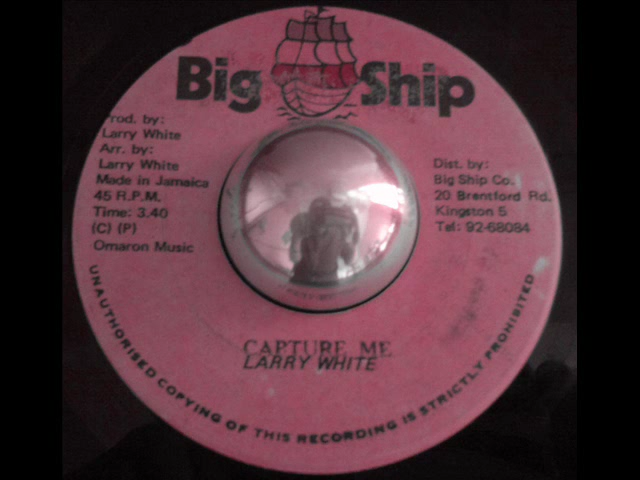 Big Ship
Prod. by:
Larry White
Arr. by:
Larry White
Made in Jamaica
45 R.P.M.
Time: 3.40
(C) (P)
Omaron Music
Dist. by:
Big Ship Co.
20 Brentford Rd.
Kingston 5
Tel: 92-68084
CAPTURE ME
LARRY WHITE
UNAUTHORISED COPYING OF THIS RECORDING IS STRICTLY PROHIBITED